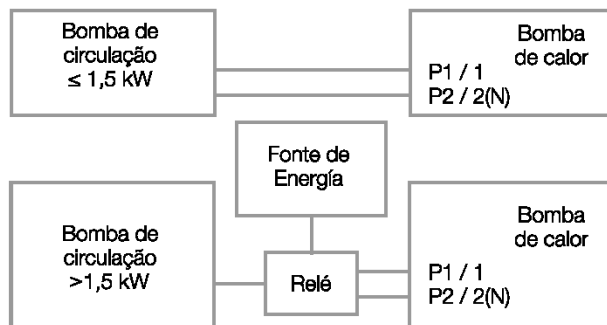 Bomba de
circulação
≤ 1,5 kW
Bomba
de calor
P1 / 1
P2 / 2(N)
Fonte de
Energía
Bomba de
circulação
>1,5 kW
Relé
Bomba
de calor
P1 / 1
P2 / 2(N)